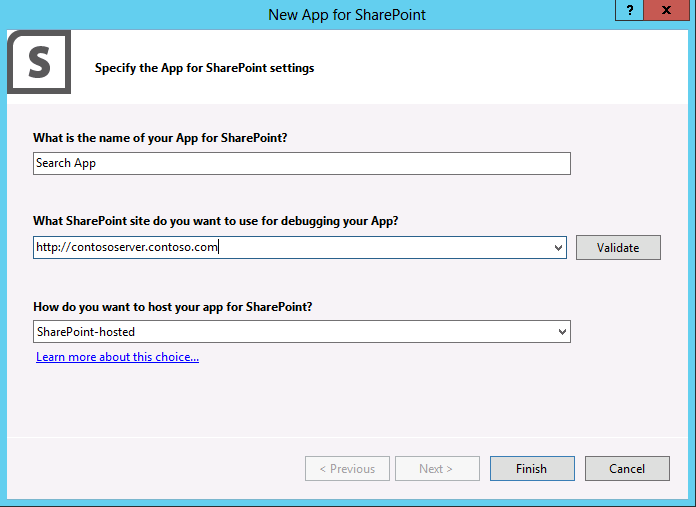 New App for SharePoint
?
x
S
Specify the App for SharePoint settings
What is the name of your App for SharePoint?
Search App
What SharePoint site do you want to use for debugging your App?
http://contososerver.contoso.com
Validate
How do you want to host your app for SharePoint?
SharePoint-hosted
Learn more about this choice...
< Previous
Next >
Finish
Cancel